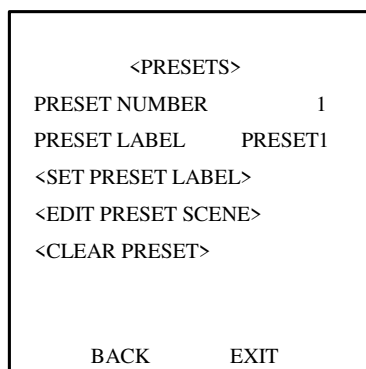 <PRESETS>
PRESET NUMBER 1
PRESET LABEL PRESET1
<SET PRESET LABEL>
<EDIT PRESET SCENE>
<CLEAR PRESET>
BACK EXIT